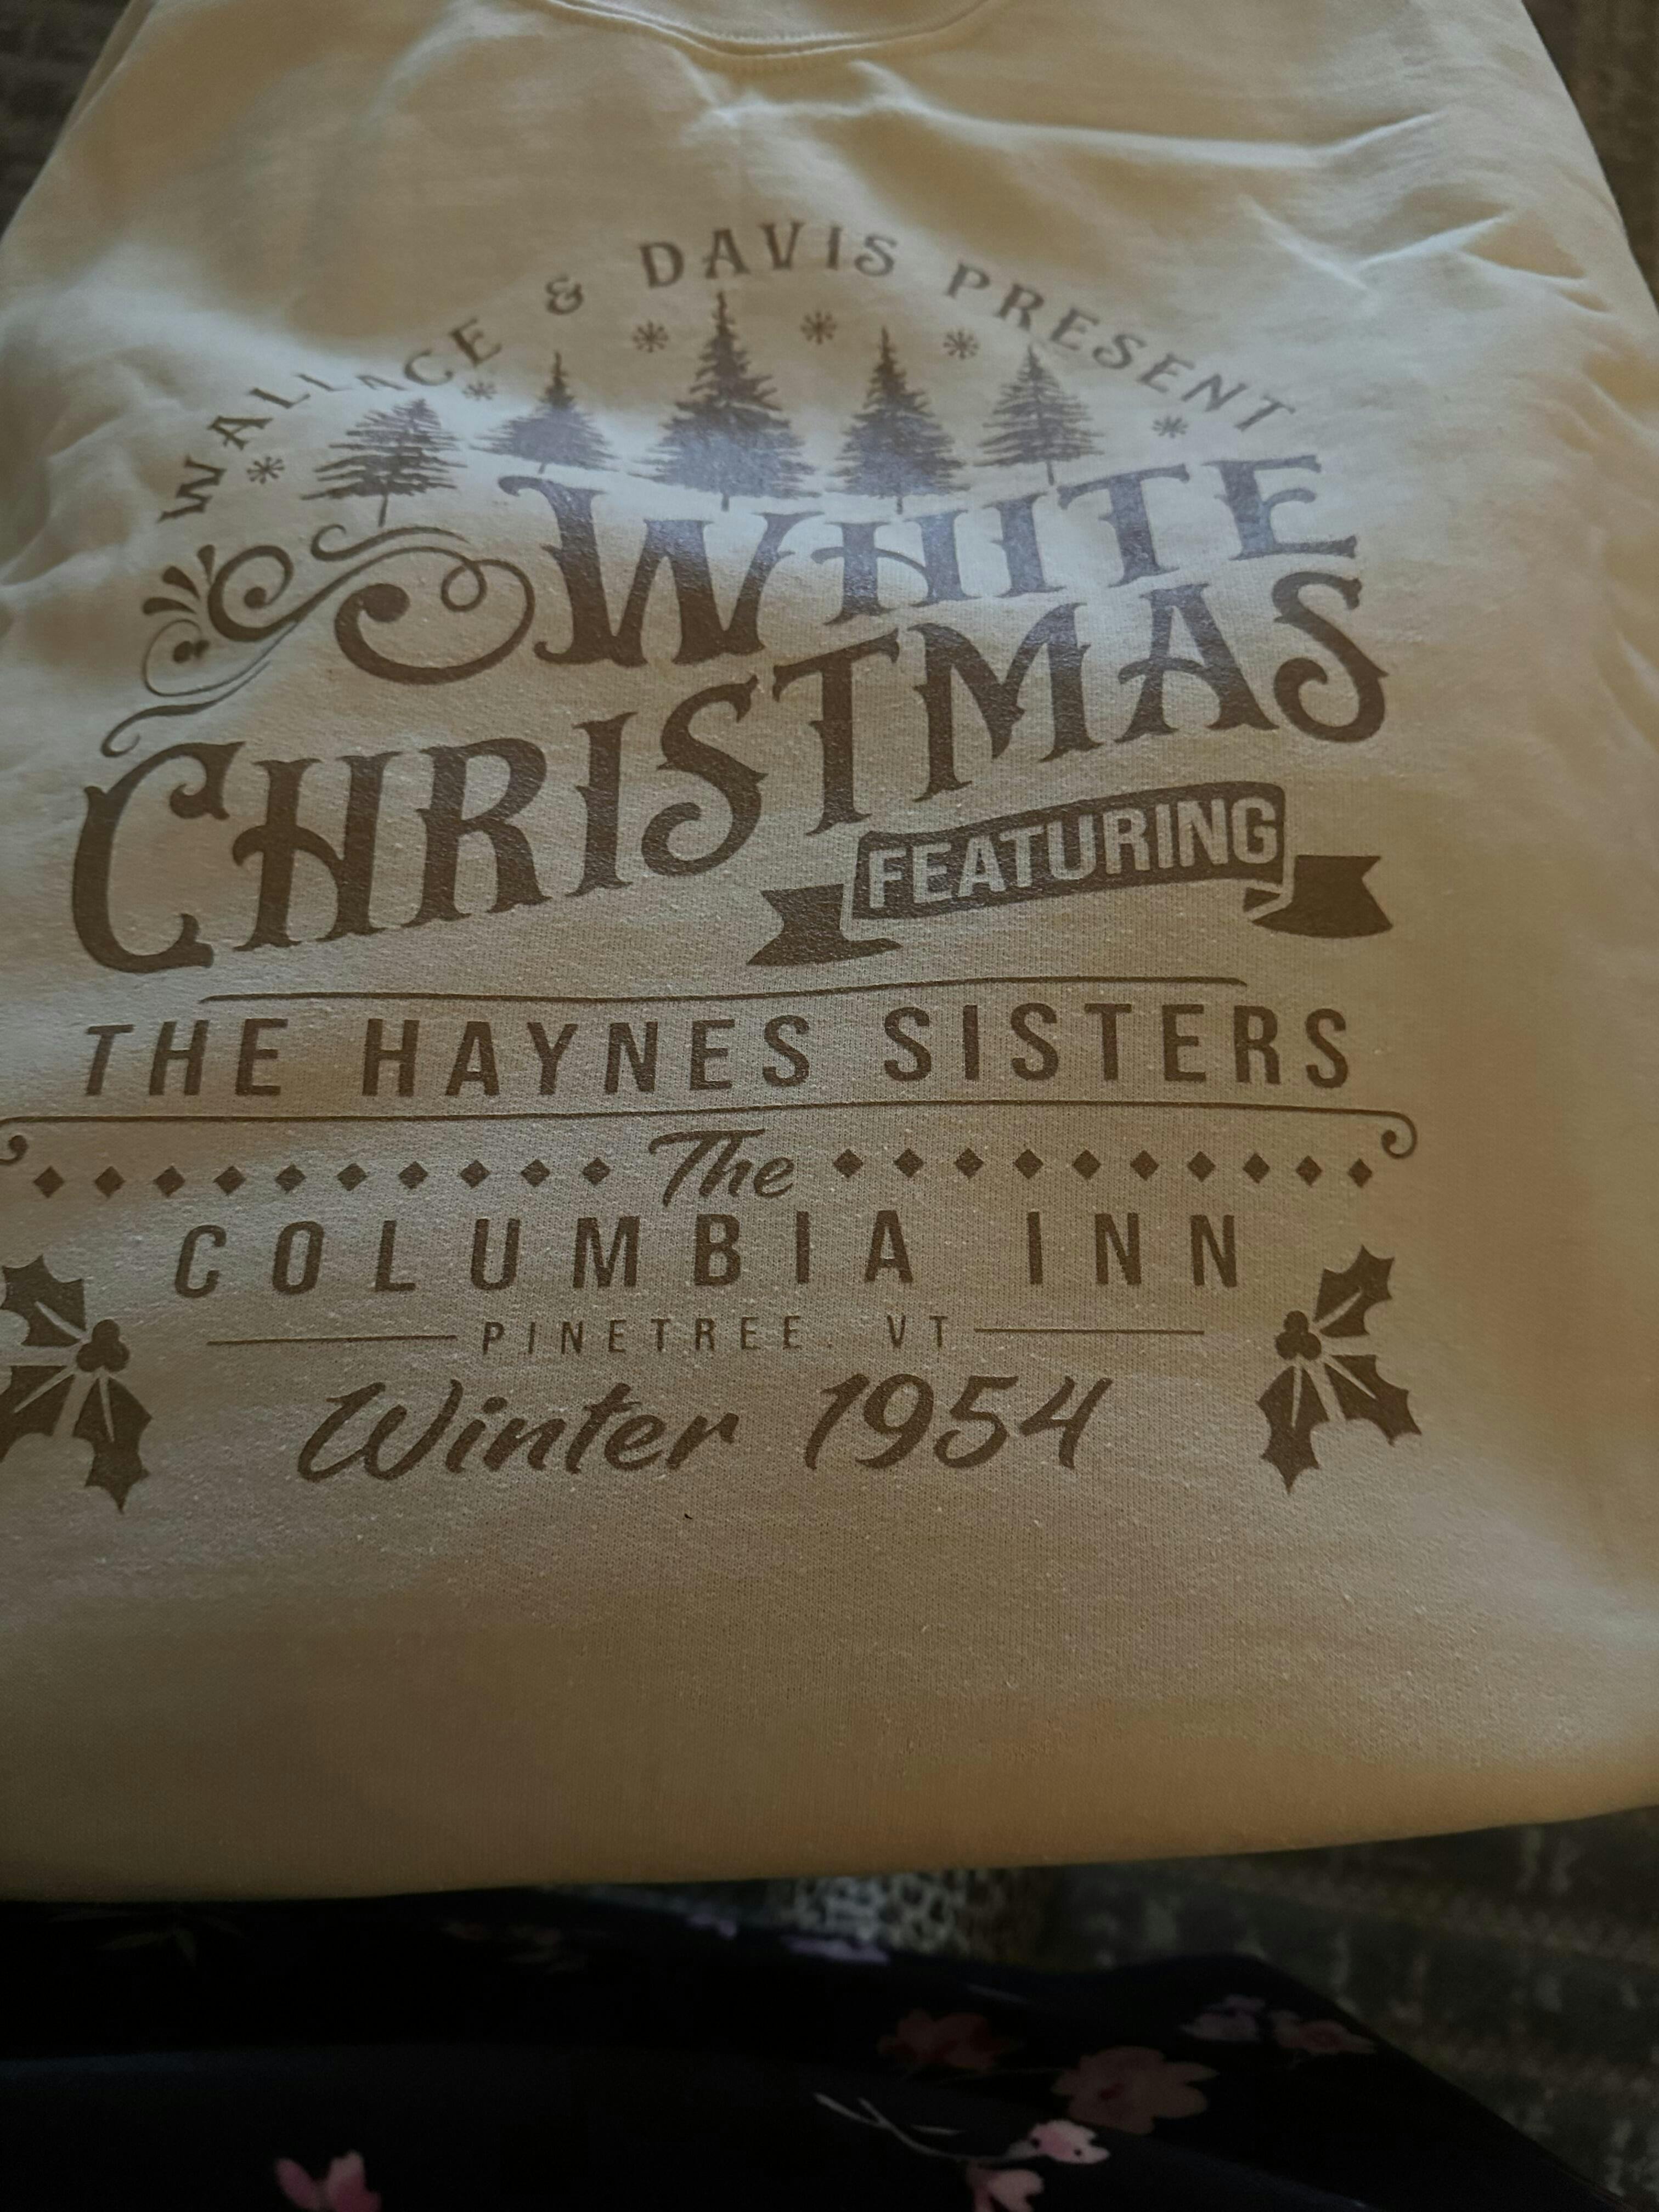 WALLACE & DAVIS PRESENT
WHITE
CHRISTMAS
FEATURING
THE HAYNES SISTERS
The
COLUMBIA INN
PINETREE. VT
Winter 1954